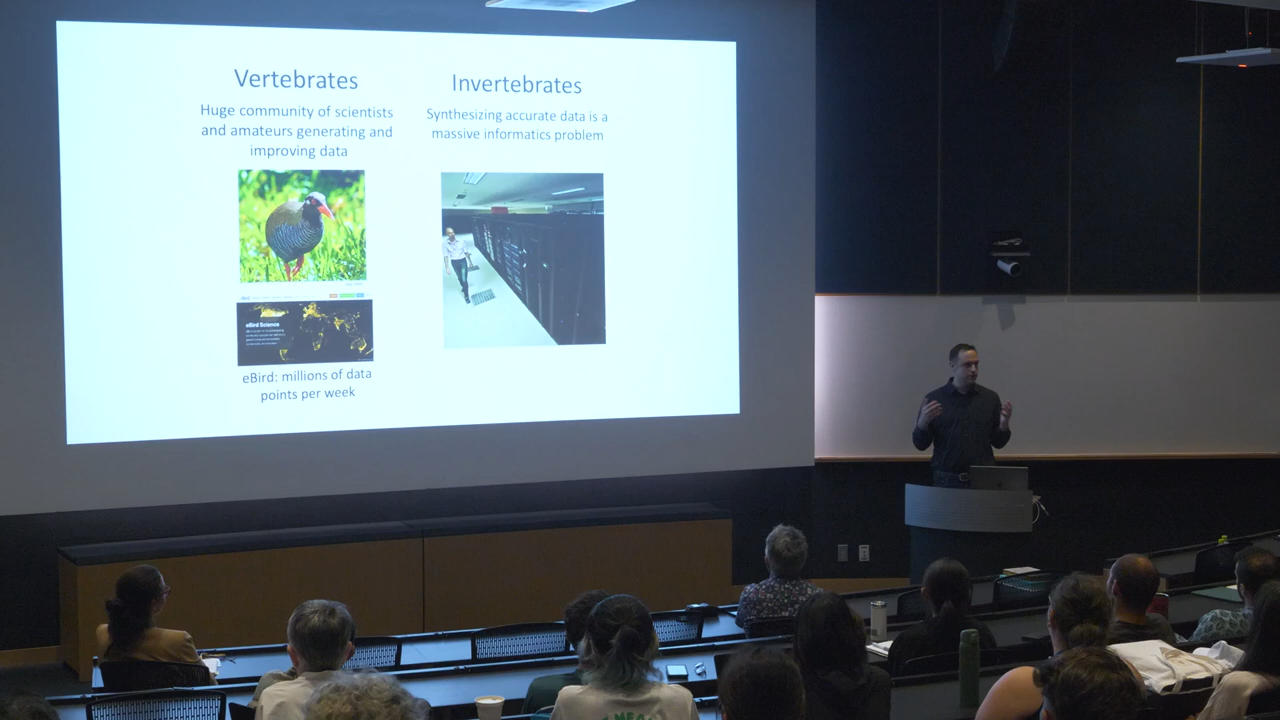 Vertebrates
Huge community of scientists
and amateurs generating and
improving data
eBird Science
eBird: millions of data
points per week
Invertebrates
Synthesizing accurate data is a
massive informatics problem